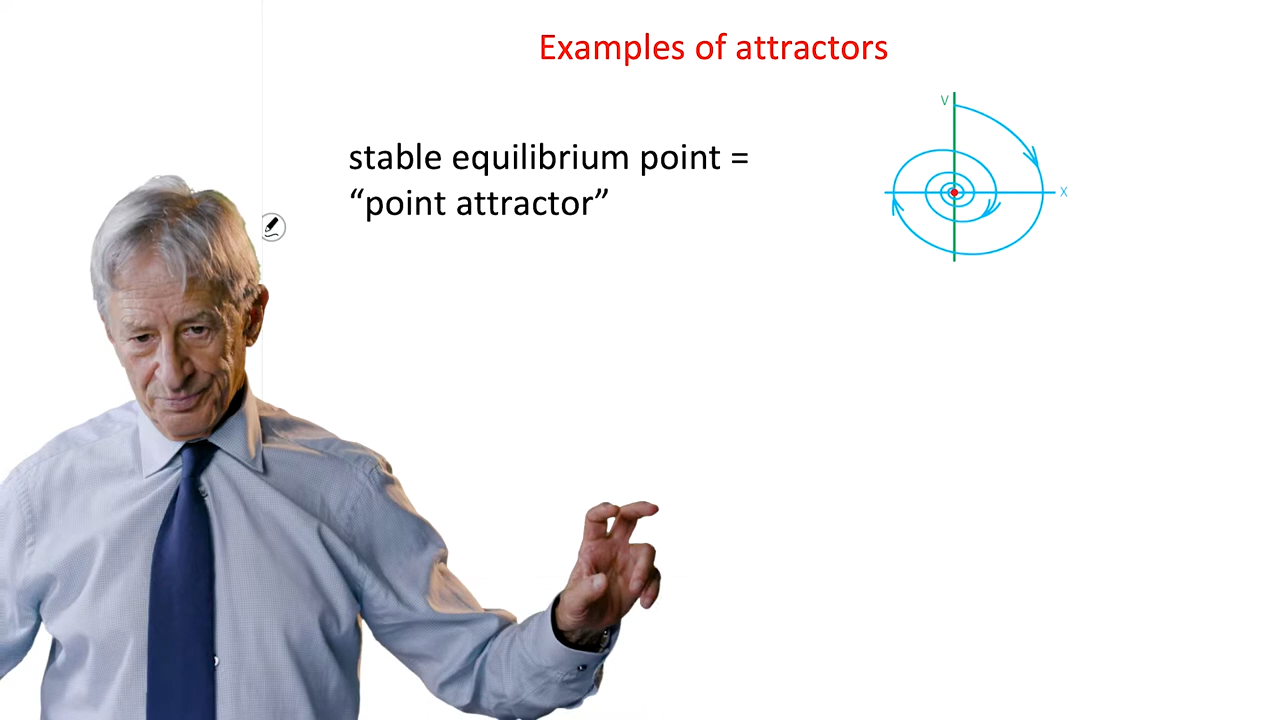 Examples of attractors
V
stable equilibrium point =
“point attractor”
X